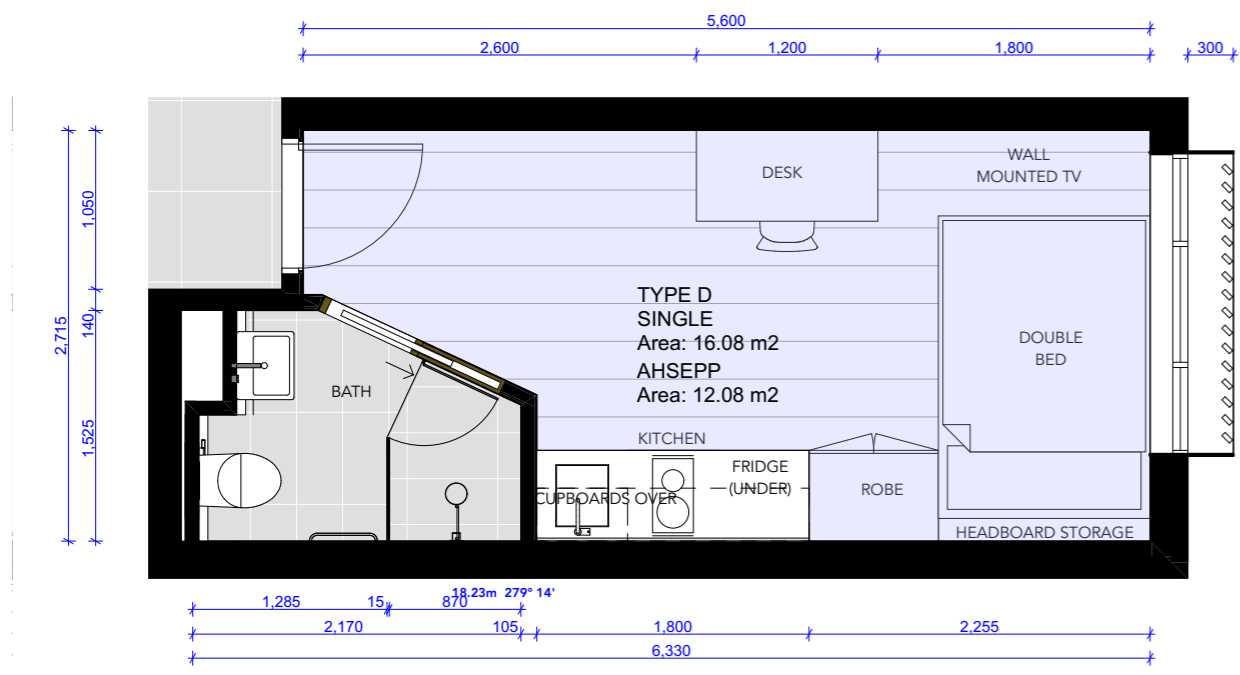 5,600
2,600
1,200
1,800
300
DESK
WALL
MOUNTED TV
1,050
140
2,715
1,525
TYPE D
SINGLE
Area: 16.08 m2
AHSEPP
Area: 12.08 m2
DOUBLE
BED
BATH
KITCHEN
FRIDGE
(UNDER)
CUPBOARDS OVER
ROBE
HEADBOARD STORAGE
18.23m 279° 14'
1,285
15
870
2,170
105
1,800
2,255
6,330